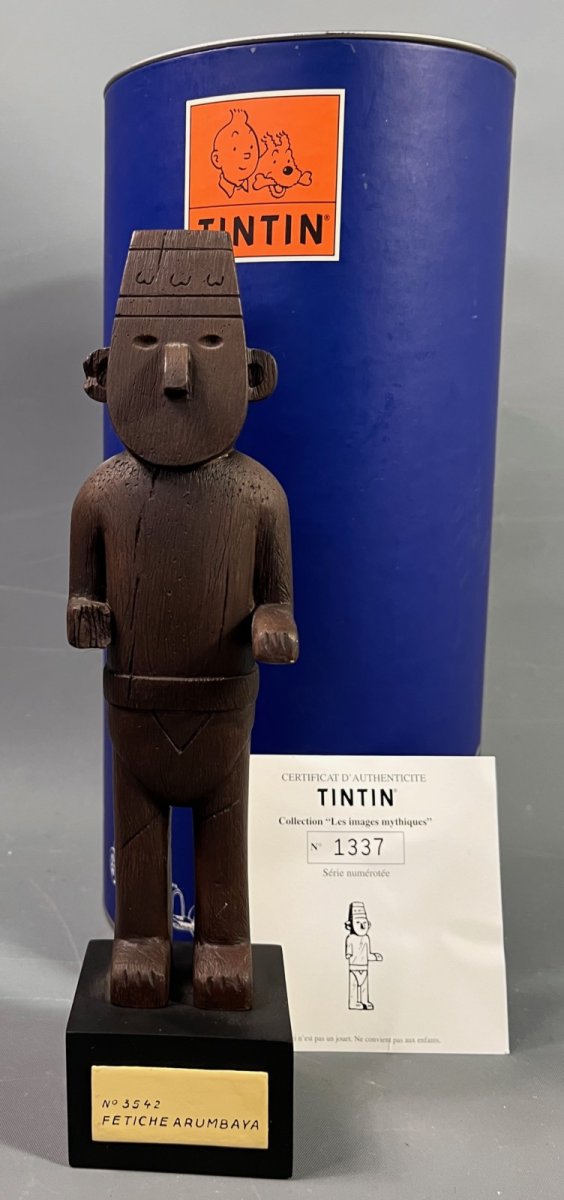 TINTIN®
CERTIFICAT D'AUTHENTICITE
TINTIN®
Collection "Les images mythiques"
N° 1337
Série numérotée
n'est pas un jouet. Ne convient pas aux enfants.
N° 3542
FETICHE ARUMBAYA